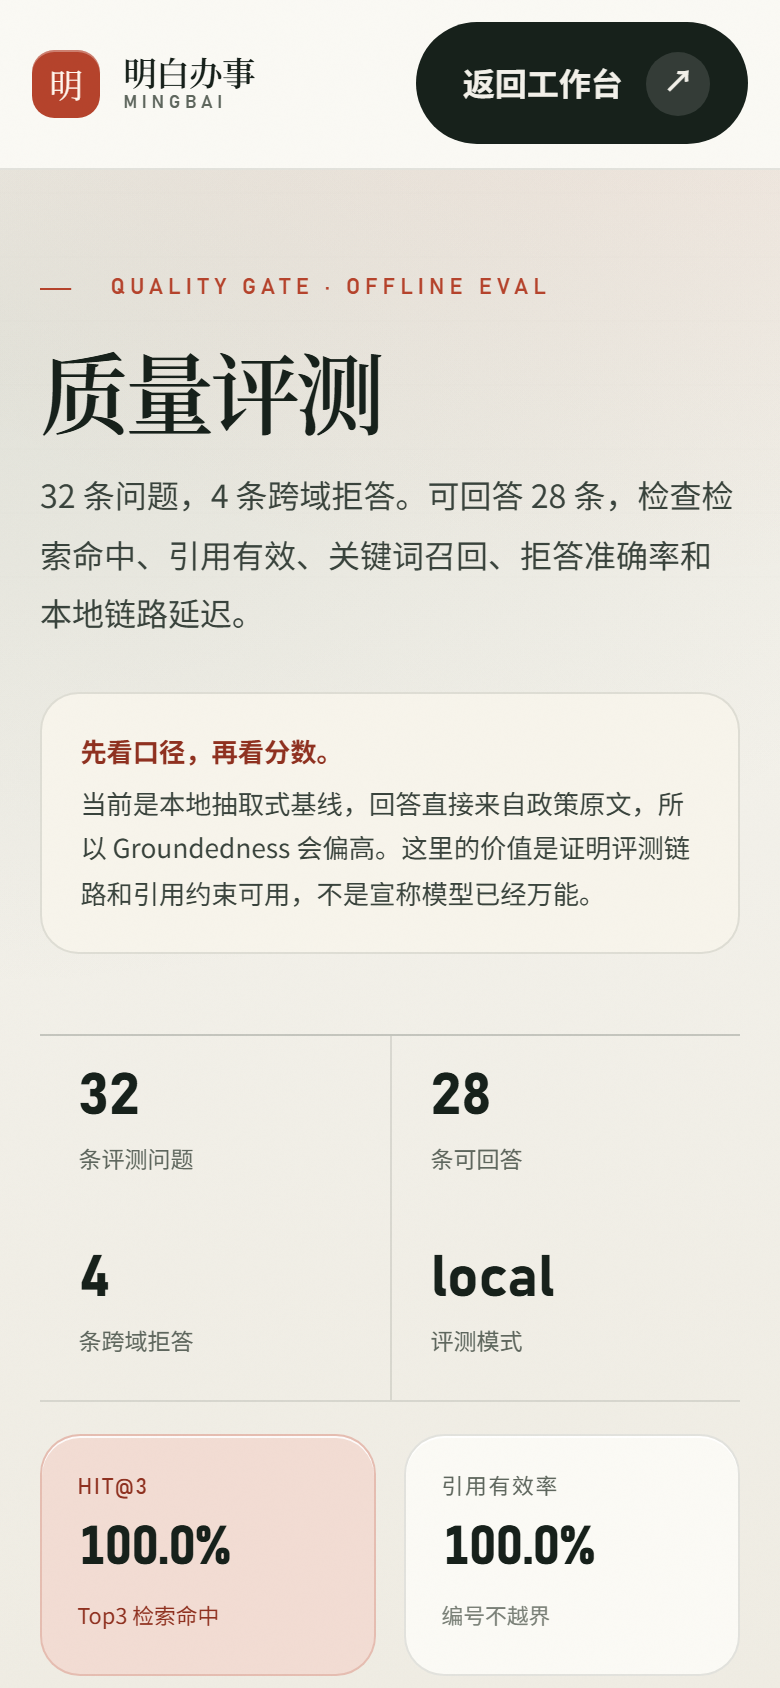 明
明白办事
MINGBAI
返回工作台
QUALITY GATE · OFFLINE EVAL
质量评测
32 条问题，4 条跨域拒答。可回答 28 条，检查检
索命中、引用有效、关键词召回、拒答准确率和
本地链路延迟。
先看口径，再看分数。
当前是本地抽取式基线，回答直接来自政策原文，所
以 Groundedness 会偏高。这里的价值是证明评测链
路和引用约束可用，不是宣称模型已经万能。
32
条评测问题
28
条可回答
4
条跨域拒答
local
评测模式
HIT@3
100.0%
Top3 检索命中
引用有效率
100.0%
编号不越界